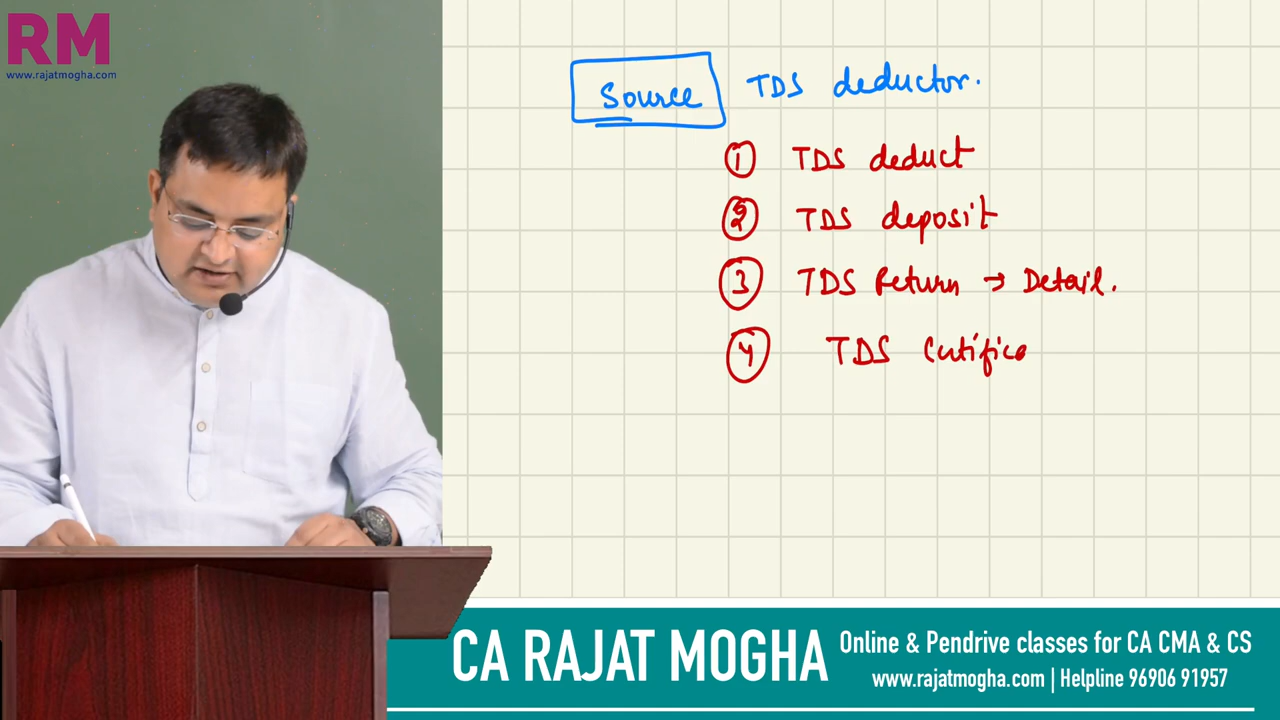 RM
www.rajatmogha.com
Source TDS deductor.
1 TDS deduct
2 TDS deposit
3 TDS Return → Detail.
4 TDS Certifica
CA RAJAT MOGHA
Online & Pendrive classes for CA CMA & CS
www.rajatmogha.com | Helpline 96906 91957